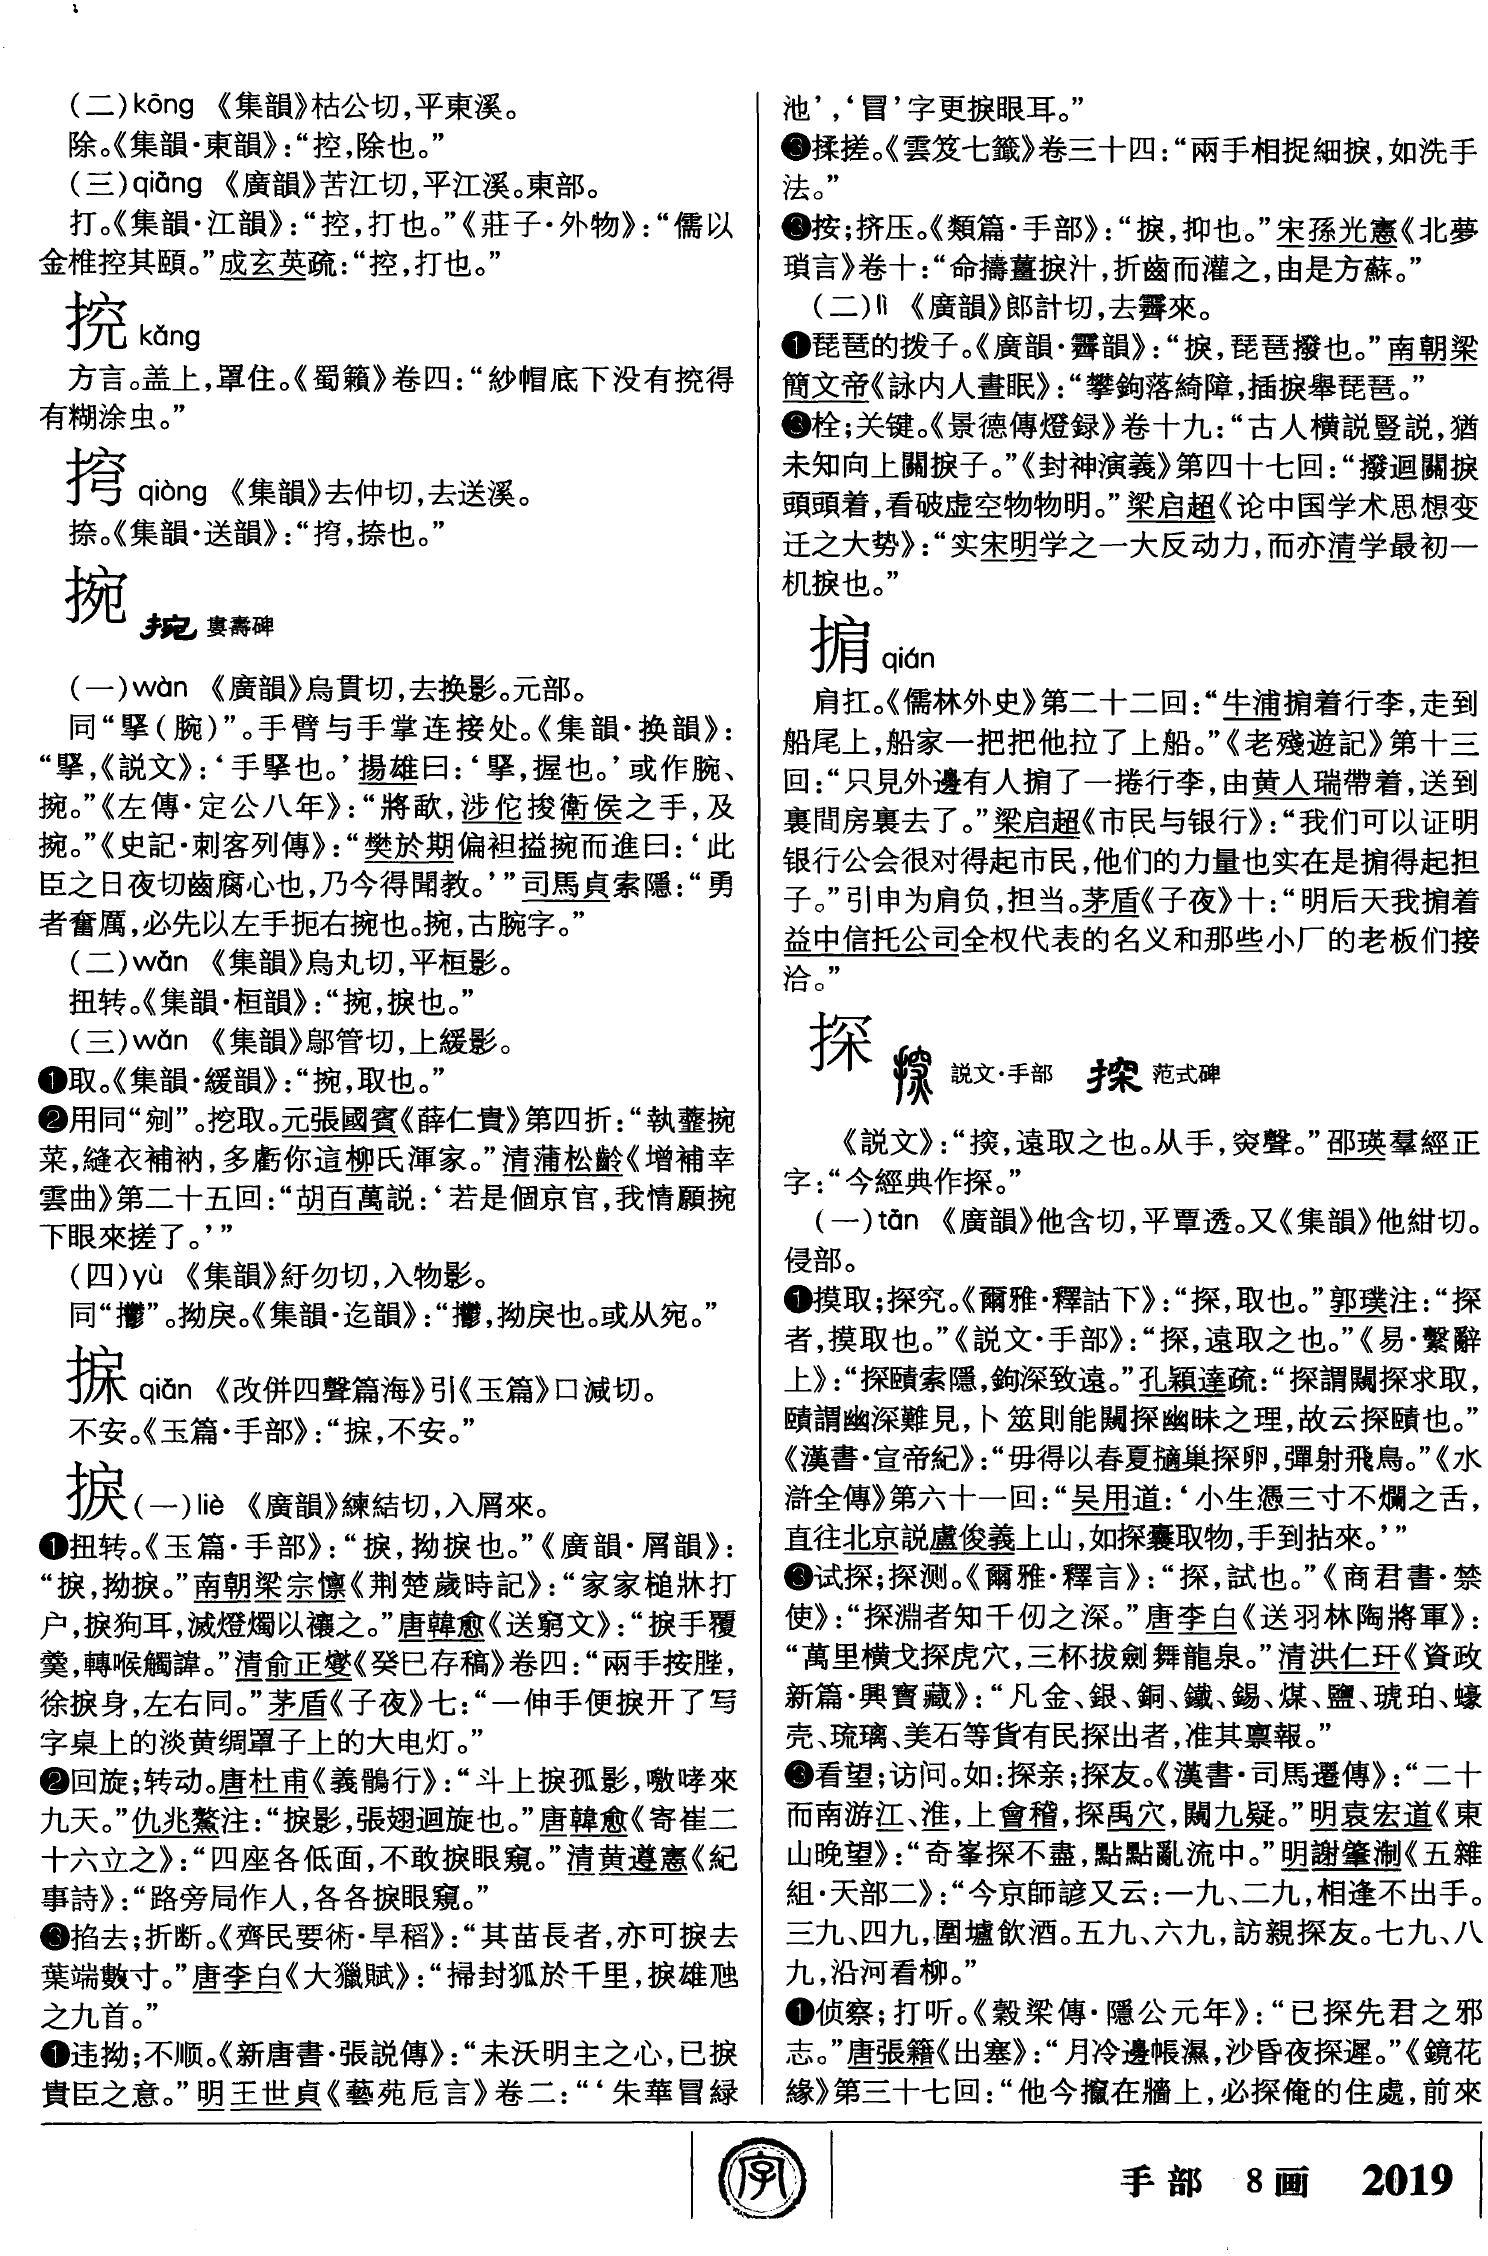 (二)kōng 《集韻》枯公切,平東溪。
除。《集韻·東韻》:“控,除也。”
(三)qiāng 《廣韻》苦江切,平江溪。東部。
打。《集韻·江韻》:“控,打也。”《莊子·外物》:“儒以
金椎控其頤。”成玄英疏:“控,打也。”
㧶 kǎng
方言。盖上,罩住。《蜀籟》卷四:“紗帽底下没有㧶得
有糊涂虫。”
qiòng 《集韻》去仲切,去送溪。
捺。《集韻·送韻》:“,捺也。”
捥 捥 婁壽碑
(一)wàn 《廣韻》烏貫切,去换影。元部。
同“掔(腕)”。手臂与手掌连接处。《集韻·换韻》:
“掔,《説文》:‘手掔也。’揚雄曰:‘掔,握也。’或作腕、
捥。”《左傳·定公八年》:“將歃,涉佗捘衛侯之手,及
捥。”《史記·刺客列傳》:“樊於期偏袒搤捥而進曰:‘此
臣之日夜切齒腐心也,乃今得聞教。’”司馬貞索隱:“勇
者奮厲,必先以左手扼右捥也。捥,古腕字。”
(二)wān 《集韻》烏丸切,平桓影。
扭转。《集韻·桓韻》:“捥,捩也。”
(三)wǎn 《集韻》鄔管切,上緩影。
❶取。《集韻·緩韻》:“捥,取也。”
❷用同“剜”。挖取。元張國賓《薛仁貴》第四折:“執虀捥
菜,縫衣補衲,多虧你這柳氏渾家。”清蒲松齡《增補幸
雲曲》第二十五回:“胡百萬説:‘若是個京官,我情願捥
下眼來搓了。’”
(四)yù 《集韻》紆勿切,入物影。
同“㩰”。拗戾。《集韻·迄韻》:“㩰,拗戾也。或从宛。”
qiǎn 《改併四聲篇海》引《玉篇》口減切。
不安。《玉篇·手部》:“,不安。”
捩(一)liè 《廣韻》練結切,入屑來。
❶扭转。《玉篇·手部》:“捩,拗捩也。”《廣韻·屑韻》:
“捩,拗捩。”南朝梁宗懍《荆楚歲時記》:“家家槌牀打
户,捩狗耳,滅燈燭以禳之。”唐韓愈《送窮文》:“捩手覆
羹,轉喉觸諱。”清俞正燮《癸巳存稿》卷四:“兩手按䏶,
徐捩身,左右同。”茅盾《子夜》七:“一伸手便捩开了写
字桌上的淡黄绸罩子上的大电灯。”
❷回旋;转动。唐杜甫《義鶻行》:“斗上捩孤影,噭哮來
九天。”仇兆鰲注:“捩影,張翅迴旋也。”唐韓愈《寄崔二
十六立之》:“四座各低面,不敢捩眼窺。”清黄遵憲《紀
事詩》:“路旁局作人,各各捩眼窺。”
❸掐去;折断。《齊民要術·旱稻》:“其苗長者,亦可捩去
葉端數寸。”唐李白《大獵賦》:“掃封狐於千里,捩雄虺
之九首。”
❶违拗;不顺。《新唐書·張説傳》:“未沃明主之心,已捩
貴臣之意。”明王世貞《藝苑卮言》卷二:“‘朱華冒緑
池’,‘冒’字更捩眼耳。”
❸揉搓。《雲笈七籤》卷三十四:“兩手相捉細捩,如洗手
法。”
❸按;挤压。《類篇·手部》:“捩,抑也。”宋孫光憲《北夢
瑣言》卷十:“命擣薑捩汁,折齒而灌之,由是方蘇。”
(二)lì 《廣韻》郎計切,去霽來。
❶琵琶的拨子。《廣韻·霽韻》:“捩,琵琶撥也。”南朝梁
簡文帝《詠内人晝眠》:“攀鉤落綺障,插捩舉琵琶。”
❸栓;关键。《景德傳燈録》卷十九:“古人横説豎説,猶
未知向上關捩子。”《封神演義》第四十七回:“撥迴關捩
頭頭着,看破虚空物物明。”梁启超《论中国学术思想变
迁之大势》:“实宋明学之一大反动力,而亦清学最初一
机捩也。”
掮 qián
肩扛。《儒林外史》第二十二回:“牛浦掮着行李,走到
船尾上,船家一把把他拉了上船。”《老殘遊記》第十三
回:“只見外邊有人掮了一捲行李,由黄人瑞帶着,送到
裏間房裏去了。”梁启超《市民与银行》:“我们可以证明
银行公会很对得起市民,他们的力量也实在是掮得起担
子。”引申为肩负,担当。茅盾《子夜》十:“明后天我掮着
益中信托公司全权代表的名义和那些小厂的老板们接
洽。”
探 説文·手部 探 范式碑
《説文》:“撢,遠取之也。从手,罙聲。”邵瑛羣經正
字:“今經典作探。”
(一)tān 《廣韻》他含切,平覃透。又《集韻》他紺切。
侵部。
❶摸取;探究。《爾雅·釋詁下》:“探,取也。”郭璞注:“探
者,摸取也。”《説文·手部》:“探,遠取之也。”《易·繫辭
上》:“探賾索隱,鉤深致遠。”孔穎達疏:“探謂闚探求取,
賾謂幽深難見,卜筮則能闚探幽昧之理,故云探賾也。”
《漢書·宣帝紀》:“毋得以春夏擿巢探卵,彈射飛鳥。”《水
滸全傳》第六十一回:“吴用道:‘小生憑三寸不爛之舌,
直往北京説盧俊義上山,如探囊取物,手到拈來。’”
❸试探;探测。《爾雅·釋言》:“探,試也。”《商君書·禁
使》:“探淵者知千仞之深。”唐李白《送羽林陶將軍》:
“萬里横戈探虎穴,三杯拔劍舞龍泉。”清洪仁玕《資政
新篇·興寶藏》:“凡金、銀、銅、鐵、錫、煤、鹽、琥珀、蠔
壳、琉璃、美石等貨有民探出者,准其禀報。”
❸看望;访问。如:探亲;探友。《漢書·司馬遷傳》:“二十
而南游江、淮,上會稽,探禹穴,闚九疑。”明袁宏道《東
山晚望》:“奇峯探不盡,點點亂流中。”明謝肇淛《五雜
組·天部二》:“今京師諺又云:一九、二九,相逢不出手。
三九、四九,圍爐飲酒。五九、六九,訪親探友。七九、八
九,沿河看柳。”
❶侦察;打听。《穀梁傳·隱公元年》:“已探先君之邪
志。”唐張籍《出塞》:“月冷邊帳濕,沙昏夜探遲。”《鏡花
緣》第三十七回:“他今攛在牆上,必探俺的住處,前來
字
手部 8画 2019